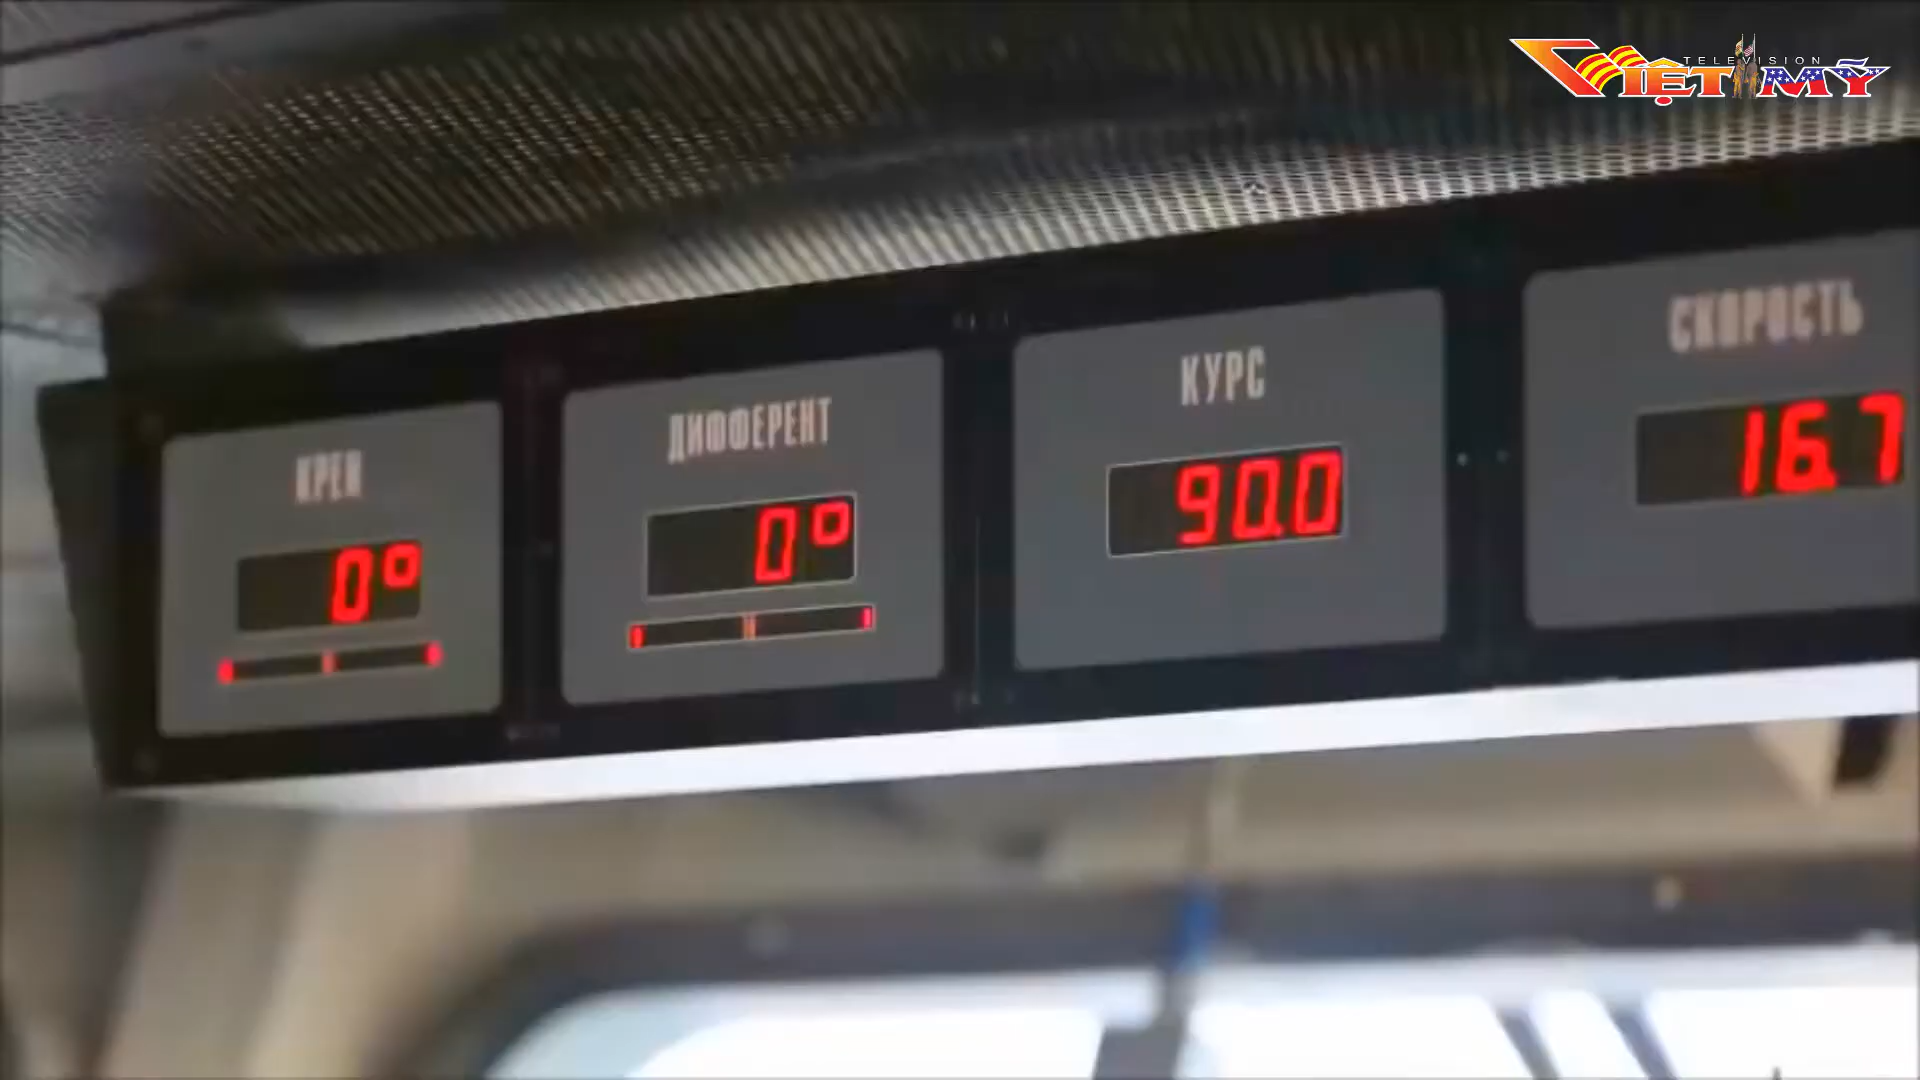 TELEVISION
VIỆT MỸ
КРЕН
0°
ДИФФЕРЕНТ
0°
КУРС
90.0
СКОРОСТЬ
16.7